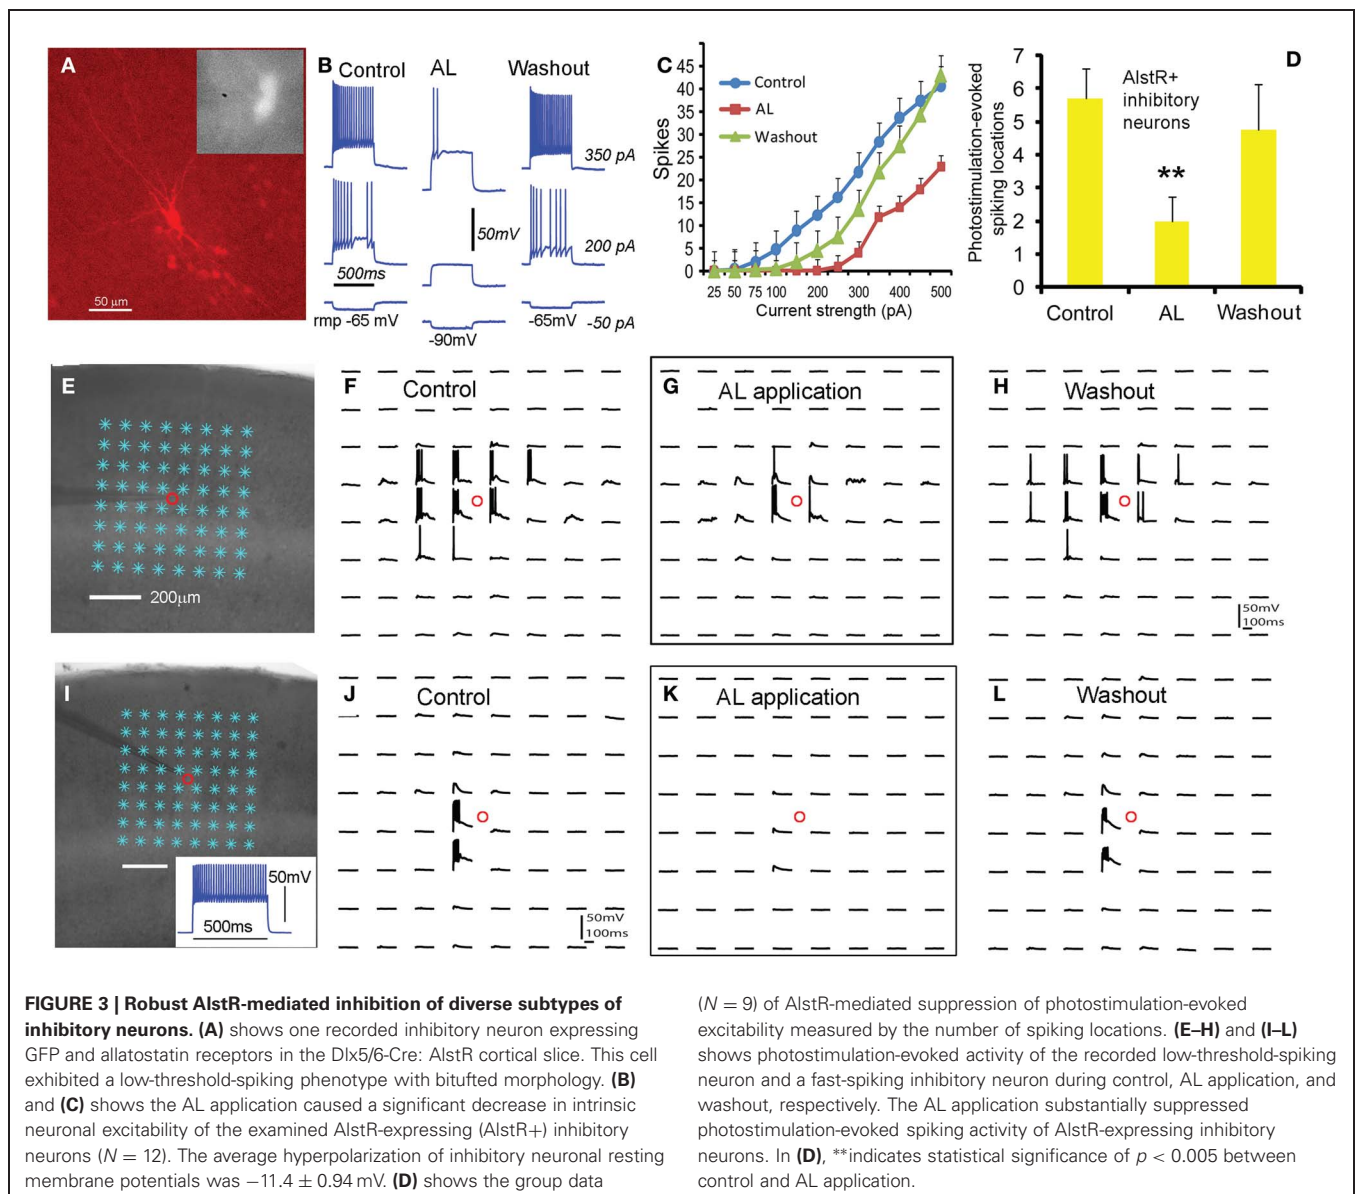 A
50 µm
B
Control
AL
Washout
350 pA
50mV
200 pA
500ms
rmp -65 mV
-90mV
-65mV
-50 pA
C
Spikes
45
40
35
30
25
20
15
10
5
0
Control
AL
Washout
25 50 75 100 200 300 400 500
Current strength (pA)
D
Photostimulation-evoked
spiking locations
7
6
5
4
3
2
1
0
AlstR+
inhibitory
neurons
**
Control AL Washout
E
200µm
F
Control
G
AL application
H
Washout
50mV
100ms
I
50mV
500ms
J
Control
50mV
100ms
K
AL application
L
Washout
FIGURE 3 | Robust AlstR-mediated inhibition of diverse subtypes of
inhibitory neurons. (A) shows one recorded inhibitory neuron expressing
GFP and allatostatin receptors in the Dlx5/6-Cre: AlstR cortical slice. This cell
exhibited a low-threshold-spiking phenotype with bitufted morphology. (B)
and (C) shows the AL application caused a significant decrease in intrinsic
neuronal excitability of the examined AlstR-expressing (AlstR+) inhibitory
neurons (N = 12). The average hyperpolarization of inhibitory neuronal resting
membrane potentials was −11.4 ± 0.94 mV. (D) shows the group data
(N = 9) of AlstR-mediated suppression of photostimulation-evoked
excitability measured by the number of spiking locations. (E–H) and (I–L)
shows photostimulation-evoked activity of the recorded low-threshold-spiking
neuron and a fast-spiking inhibitory neuron during control, AL application, and
washout, respectively. The AL application substantially suppressed
photostimulation-evoked spiking activity of AlstR-expressing inhibitory
neurons. In (D), **indicates statistical significance of p < 0.005 between
control and AL application.